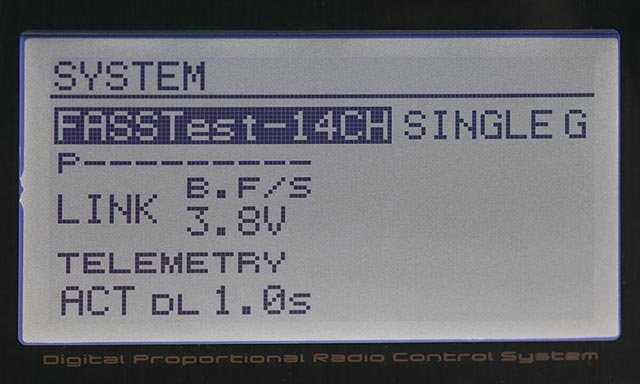 SYSTEM
FASSTest-14CH SINGLE G
P----------
B.F/S
LINK 3.8V
TELEMETRY
ACT DL 1.0s
Digital Proportional Radio Control System